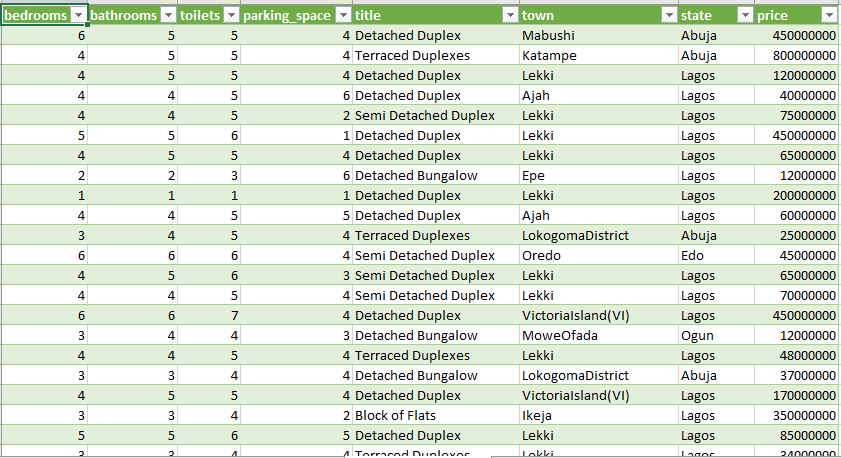 bedrooms bathrooms toilets parking_space title town state price
6 5 5 4 Detached Duplex Mabushi Abuja 450000000
4 5 5 4 Terraced Duplexes Katampe Abuja 800000000
4 5 5 4 Detached Duplex Lekki Lagos 120000000
4 4 5 6 Detached Duplex Ajah Lagos 40000000
4 4 5 2 Semi Detached Duplex Lekki Lagos 75000000
5 5 6 1 Detached Duplex Lekki Lagos 450000000
4 5 5 4 Detached Duplex Lekki Lagos 65000000
2 2 3 6 Detached Bungalow Epe Lagos 12000000
1 1 1 1 Detached Duplex Lekki Lagos 200000000
4 4 5 5 Detached Duplex Ajah Lagos 60000000
3 4 5 4 Terraced Duplexes LokogomaDistrict Abuja 25000000
6 6 6 4 Semi Detached Duplex Oredo Edo 45000000
4 5 6 3 Semi Detached Duplex Lekki Lagos 65000000
4 4 5 4 Semi Detached Duplex Lekki Lagos 70000000
6 6 7 4 Detached Duplex VictoriaIsland(VI) Lagos 450000000
3 4 4 3 Detached Bungalow MoweOfada Ogun 12000000
4 4 5 4 Terraced Duplexes Lekki Lagos 48000000
3 3 4 4 Detached Bungalow LokogomaDistrict Abuja 37000000
4 5 5 4 Detached Duplex VictoriaIsland(VI) Lagos 170000000
3 3 4 2 Block of Flats Ikeja Lagos 350000000
5 5 6 5 Detached Duplex Lekki Lagos 85000000
3 3 4 4 Terraced Duplexes Lekki Lagos 34000000